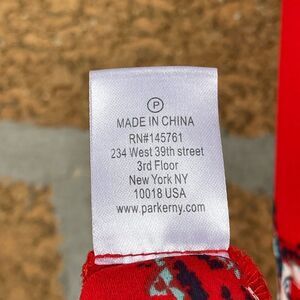 P
MADE IN CHINA
RN#145761
234 West 39th street
3rd Floor
New York NY
10018 USA
www.parkerny.com